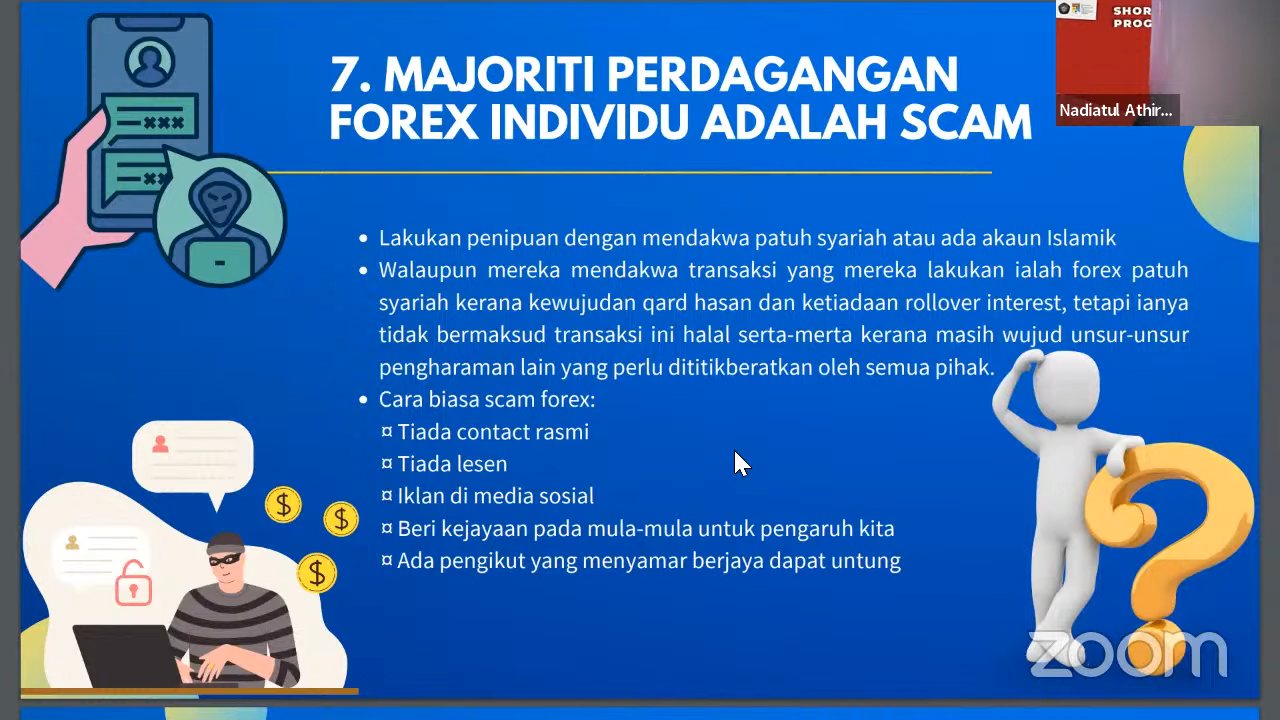 SHOR
PROG
Nadiatul Athir...
7. MAJORITI PERDAGANGAN
FOREX INDIVIDU ADALAH SCAM
×××
××
Lakukan penipuan dengan mendakwa patuh syariah atau ada akaun Islamik
Walaupun mereka mendakwa transaksi yang mereka lakukan ialah forex patuh
syariah kerana kewujudan qard hasan dan ketiadaan rollover interest, tetapi ianya
tidak bermaksud transaksi ini halal serta-merta kerana masih wujud unsur-unsur
pengharaman lain yang perlu dititikberatkan oleh semua pihak.
Cara biasa scam forex:
¤ Tiada contact rasmi
¤ Tiada lesen
¤ Iklan di media sosial
¤ Beri kejayaan pada mula-mula untuk pengaruh kita
¤ Ada pengikut yang menyamar berjaya dapat untung
$
$
$
zoom